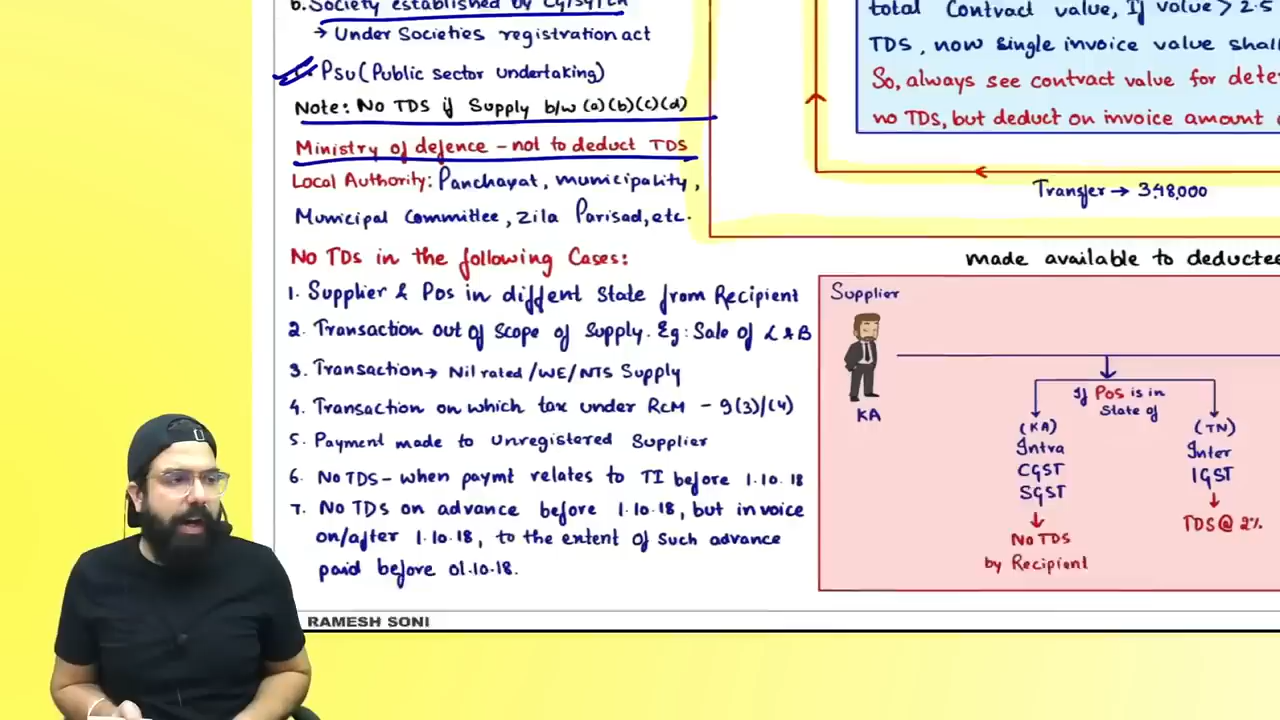 b. Society established by CG/SG/LA
→ Under Societies registration act
Psu (Public sector undertaking)
Note: No TDS if Supply b/w (a)(b)(c)(d)
Ministry of defence - not to deduct TDS
Local Authority: Panchayat, municipality,
Municipal Committee, Zila Parisad, etc.
No TDS in the following Cases:
1. Supplier & Pos in diffent State from Recipient
2. Transaction out of Scope of Supply. Eg: Sale of L & B
3. Transaction → Nil rated /WE/NTS Supply
4. Transaction on which tax under RCM - 9(3)/(4)
5. Payment made to Unregistered Supplier
6. No TDS - when paymt relates to TI before 1.10.18
7. No TDS on advance before 1.10.18, but invoice
on/after 1.10.18, to the extent of such advance
paid before 01.10.18.
RAMESH SONI
total Contract value, If value > 2.5
TDS, now single invoice value shal
So, always see contract value for dete
no TDS, but deduct on invoice amount
Transfer → 3,48,000
made available to deductee
Supplier
KA
If Pos is in
State of
(KA)
Intra
CGST
SGST
No TDS
by Recipient
(TN)
Inter
IGST
TDS @ 2%